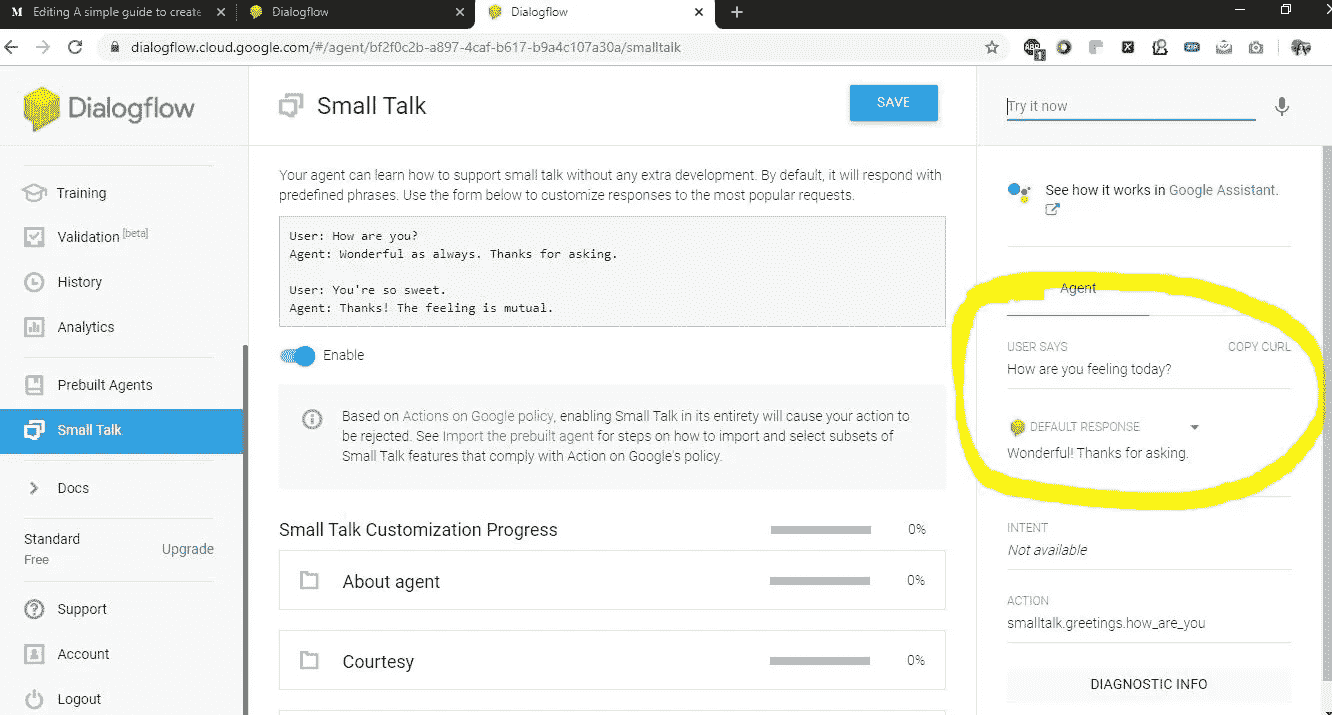 Editing A simple guide to create
Dialogflow
Dialogflow
dialogflow.cloud.google.com/#/agent/bf2f0c2b-a897-4caf-b617-b9a4c107a30a/smalltalk
ABP
1
X
ZIP
Dialogflow
Training
Validation [beta]
History
Analytics
Prebuilt Agents
Small Talk
Docs
Standard
Free
Upgrade
Support
Account
Logout
Small Talk
SAVE
Your agent can learn how to support small talk without any extra development. By default, it will respond with
predefined phrases. Use the form below to customize responses to the most popular requests.
User: How are you?
Agent: Wonderful as always. Thanks for asking.
User: You're so sweet.
Agent: Thanks! The feeling is mutual.
Enable
Based on Actions on Google policy, enabling Small Talk in its entirety will cause your action to
be rejected. See Import the prebuilt agent for steps on how to import and select subsets of
Small Talk features that comply with Action on Google's policy.
Small Talk Customization Progress
0%
About agent
0%
Courtesy
0%
Try it now
See how it works in Google Assistant.
Agent
USER SAYS
COPY CURL
How are you feeling today?
DEFAULT RESPONSE
Wonderful! Thanks for asking.
INTENT
Not available
ACTION
smalltalk.greetings.how_are_you
DIAGNOSTIC INFO